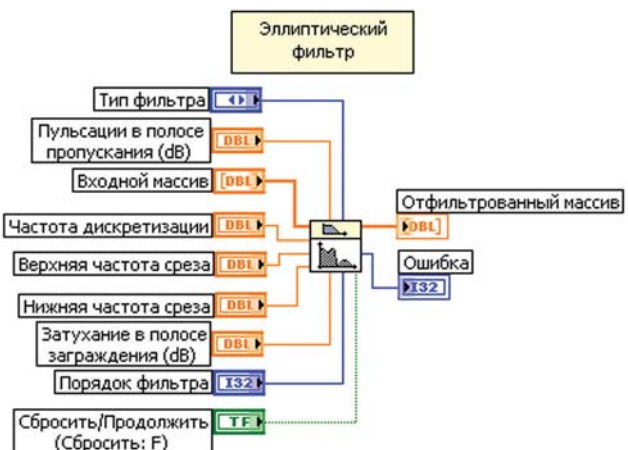 Эллиптический
фильтр
Тип фильтра
Пульсации в полосе
пропускания (dB)
DBL
Входной массив
[DBL]
Частота дискретизации
DBL
Верхняя частота среза
DBL
Нижняя частота среза
DBL
Затухание в полосе
заграждения (dB)
DBL
Порядок фильтра
I32
Сбросить/Продолжить
(Сбросить: F)
TF
Отфильтрованный массив
[DBL]
Ошибка
I32